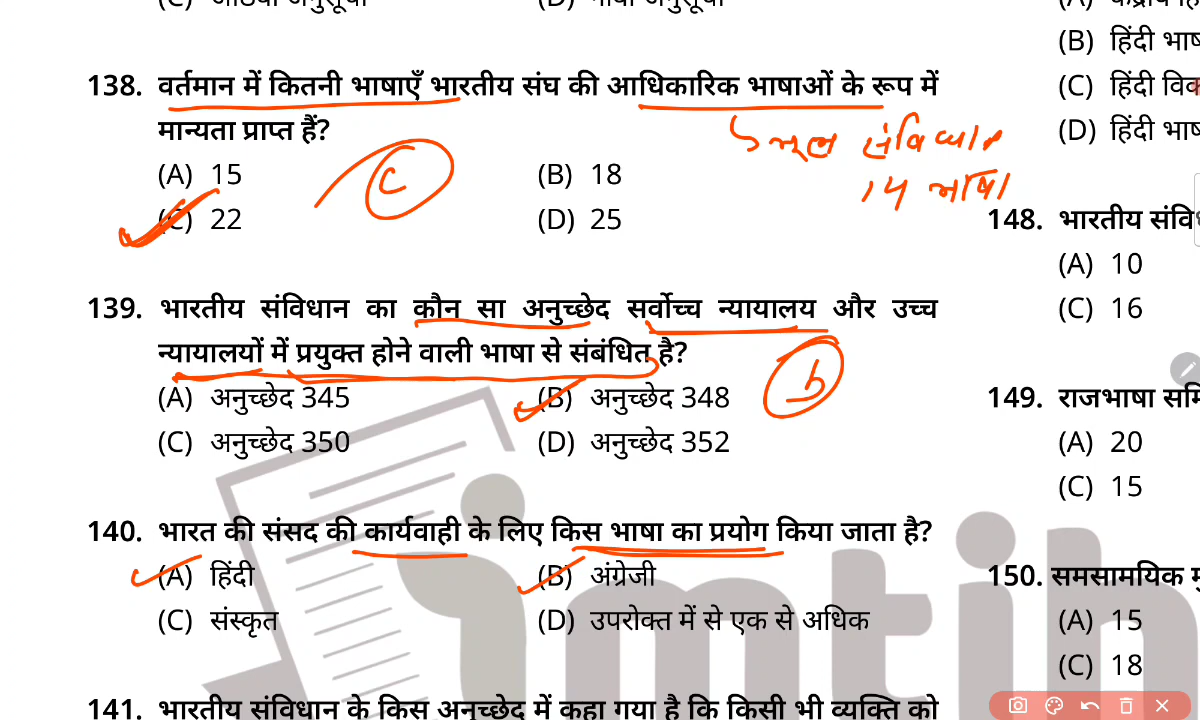 138. वर्तमान में कितनी भाषाएँ भारतीय संघ की आधिकारिक भाषाओं के रूप में
मान्यता प्राप्त हैं?
(A) 15
(B) 18
(C) 22
(D) 25
C
मूल संविधान
14 भाषा
139. भारतीय संविधान का कौन सा अनुच्छेद सर्वोच्च न्यायालय और उच्च
न्यायालयों में प्रयुक्त होने वाली भाषा से संबंधित है?
(A) अनुच्छेद 345
(B) अनुच्छेद 348
(C) अनुच्छेद 350
(D) अनुच्छेद 352
b
140. भारत की संसद की कार्यवाही के लिए किस भाषा का प्रयोग किया जाता है?
(A) हिंदी
(B) अंग्रेजी
(C) संस्कृत
(D) उपरोक्त में से एक से अधिक
141. भारतीय संविधान के किस अनुच्छेद में कहा गया है कि किसी भी व्यक्ति को
(B) हिंदी
(C) हिंदी
(D) हिंदी
148. भारतीय
(A) 10
(C) 16
149. राजभाषा
(A) 20
(C) 15
150. समसामयिक
(A) 15
(C) 18
imtih